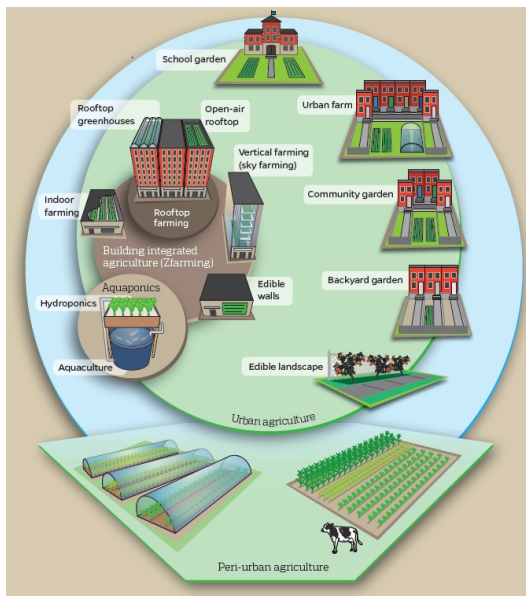 School garden
Rooftop
greenhouses
Open-air
rooftop
Urban farm
Vertical farming
(sky farming)
Community garden
Indoor
farming
Rooftop
farming
Building integrated
agriculture (Zfarming)
Backyard garden
Aquaponics
Edible
walls
Hydroponics
Aquaculture
Edible landscape
Urban agriculture
Peri-urban agriculture